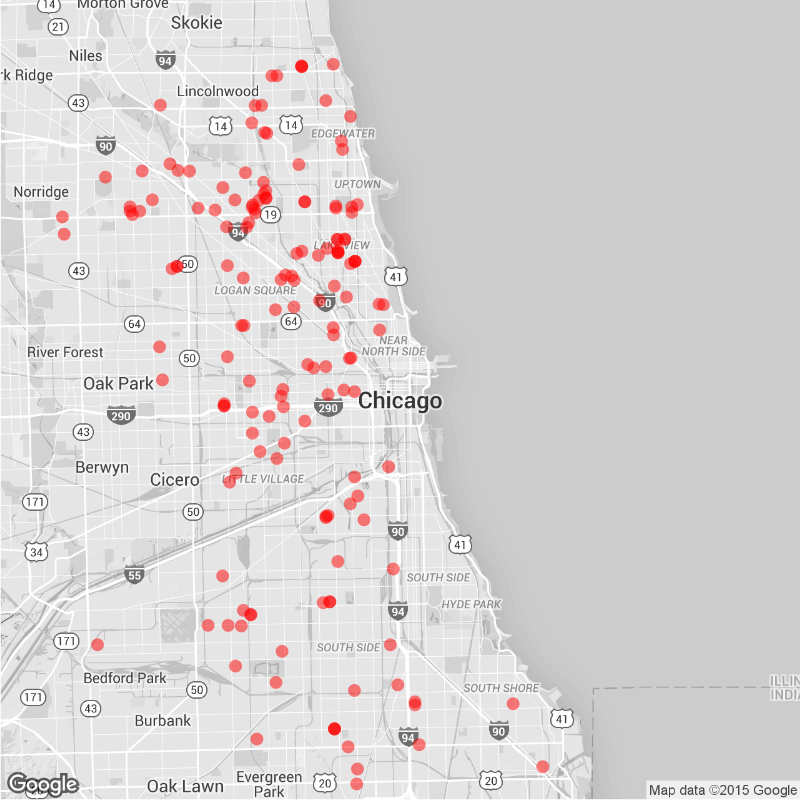 14
Morton Grove
21
Skokie
Niles
94
rk Ridge
43
Lincolnwood
14
14
EDGEWATER
90
Norridge
UPTOWN
19
94
LAKEVIEW
43
50
41
LOGAN SQUARE
90
64
64
NEAR
NORTH SIDE
River Forest
50
Oak Park
290
290
Chicago
43
Berwyn
Cicero
LITTLE VILLAGE
171
50
90
34
41
55
SOUTH SIDE
94
HYDE PARK
171
SOUTH SIDE
Bedford Park
171
50
43
SOUTH SHORE
ILLIN
INDIA
Burbank
41
90
94
Google
Oak Lawn
Evergreen
Park
20
20
Map data ©2015 Google